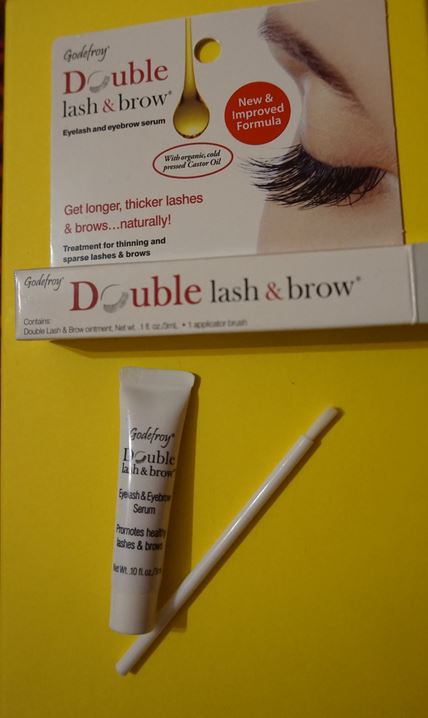 Godefroy®
Double
lash & brow®
Eyelash and eyebrow serum
New &
Improved
Formula
With organic, cold
pressed Castor Oil
Get longer, thicker lashes
& brows...naturally!
Treatment for thinning and
sparse lashes & brows
Godefroy®
Double lash & brow®
Contains:
Double Lash & Brow ointment, Net wt. .1 fl. oz./3mL • 1 applicator brush
Godefroy®
Double
lash & brow®
Eyelash & Eyebrow
Serum
Promotes healthy
lashes & brows
Net Wt. .10 fl. oz./3